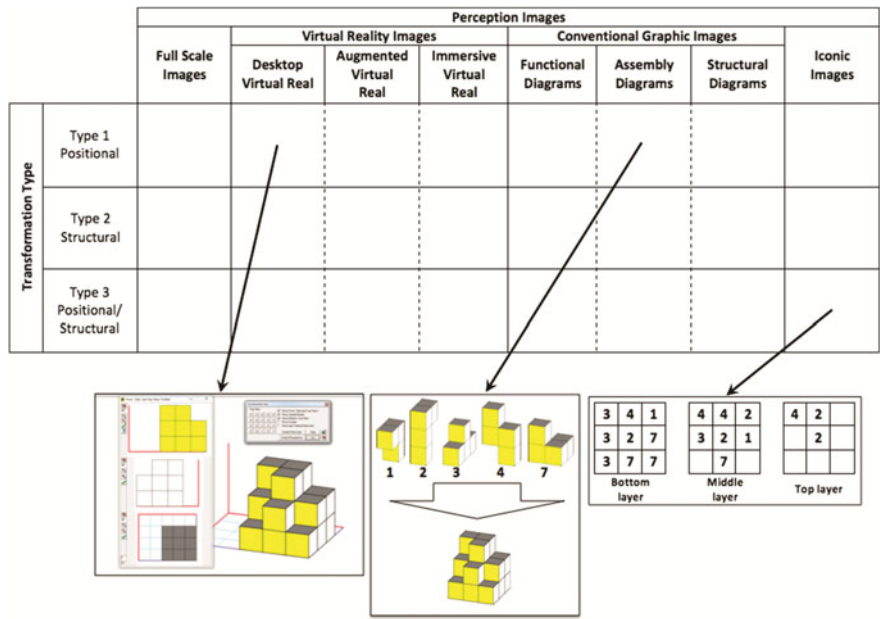 Perception Images
Full Scale Images
Virtual Reality Images
Conventional Graphic Images
Iconic Images
Desktop Virtual Real
Augmented Virtual Real
Immersive Virtual Real
Functional Diagrams
Assembly Diagrams
Structural Diagrams
Transformation Type
Type 1
Positional
Type 2
Structural
Type 3
Positional/
Structural
1 2 3 4 7
3 4 1
3 2 7
3 7 7
Bottom
layer
4 4 2
3 2 1
7
Middle
layer
4 2
2
Top layer